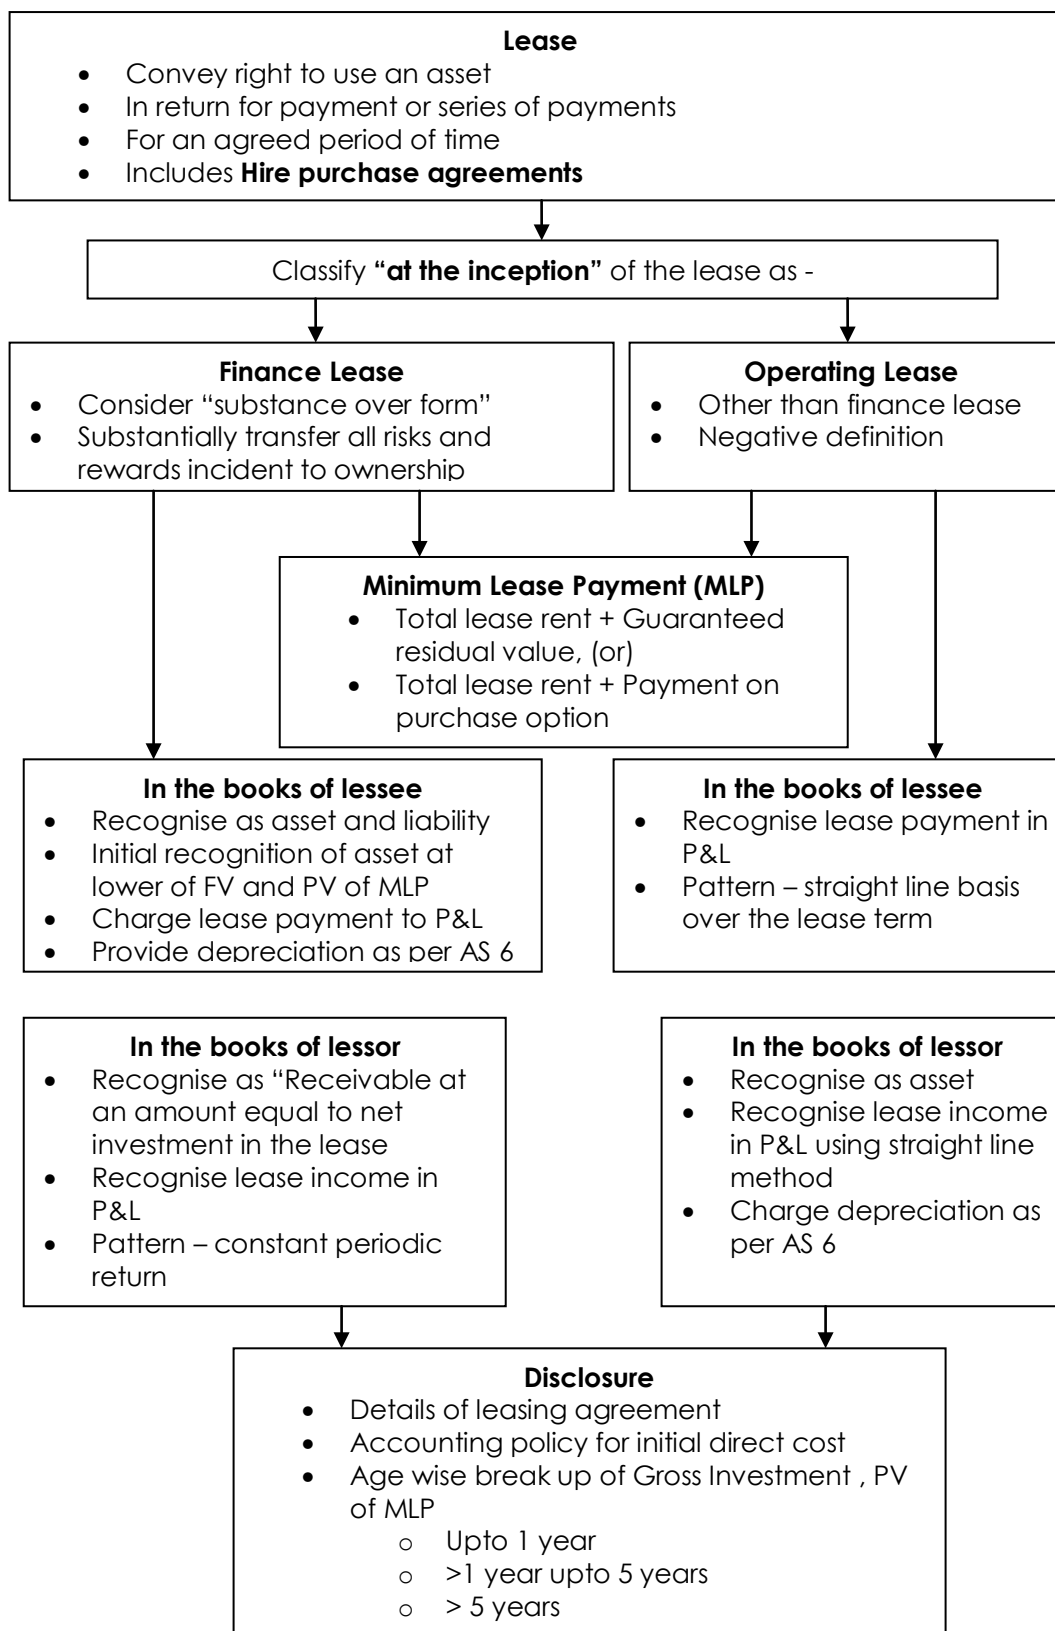 Lease
• Convey right to use an asset
• In return for payment or series of payments
• For an agreed period of time
• Includes Hire purchase agreements
Classify “at the inception” of the lease as -
Finance Lease
• Consider “substance over form”
• Substantially transfer all risks and
rewards incident to ownership
Operating Lease
• Other than finance lease
• Negative definition
Minimum Lease Payment (MLP)
• Total lease rent + Guaranteed
residual value, (or)
• Total lease rent + Payment on
purchase option
In the books of lessee
• Recognise as asset and liability
• Initial recognition of asset at
lower of FV and PV of MLP
• Charge lease payment to P&L
• Provide depreciation as per AS 6
In the books of lessee
• Recognise lease payment in
P&L
• Pattern – straight line basis
over the lease term
In the books of lessor
• Recognise as “Receivable at
an amount equal to net
investment in the lease
• Recognise lease income in
P&L
• Pattern – constant periodic
return
In the books of lessor
• Recognise as asset
• Recognise lease income
in P&L using straight line
method
• Charge depreciation as
per AS 6
Disclosure
• Details of leasing agreement
• Accounting policy for initial direct cost
• Age wise break up of Gross Investment , PV
of MLP
o Upto 1 year
o >1 year upto 5 years
o > 5 years